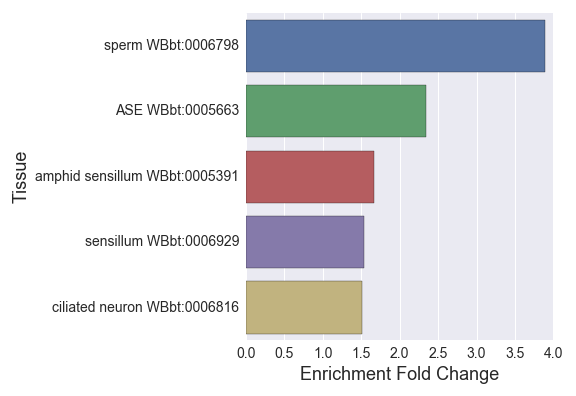 sperm WBbt:0006798
ASE WBbt:0005663
amphid sensillum WBbt:0005391
sensillum WBbt:0006929
ciliated neuron WBbt:0006816
Tissue
0.0 0.5 1.0 1.5 2.0 2.5 3.0 3.5 4.0
Enrichment Fold Change